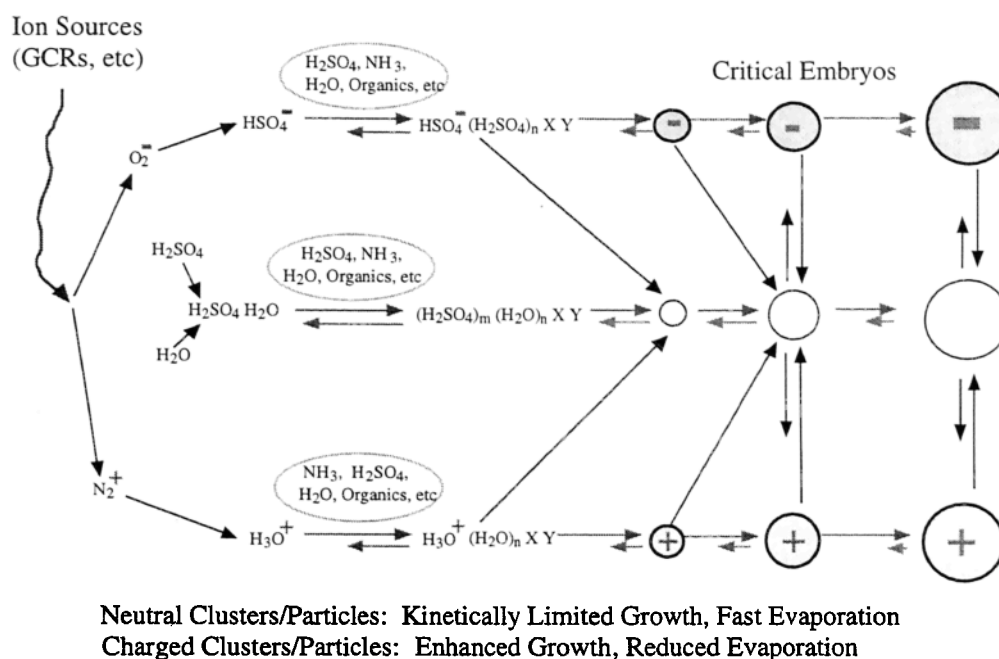 Ion Sources
(GCRs, etc)
H2SO4, NH3,
H2O, Organics, etc
Critical Embryos
HSO4-
HSO4- (H2SO4)n X Y
-
-
-
O2-
H2SO4
H2SO4, NH3,
H2O, Organics, etc
H2SO4 H2O
(H2SO4)m (H2O)n X Y
H2O
NH3, H2SO4,
H2O, Organics, etc
N2+
H3O+
H3O+ (H2O)n X Y
+
+
+
Neutral Clusters/Particles: Kinetically Limited Growth, Fast Evaporation
Charged Clusters/Particles: Enhanced Growth, Reduced Evaporation